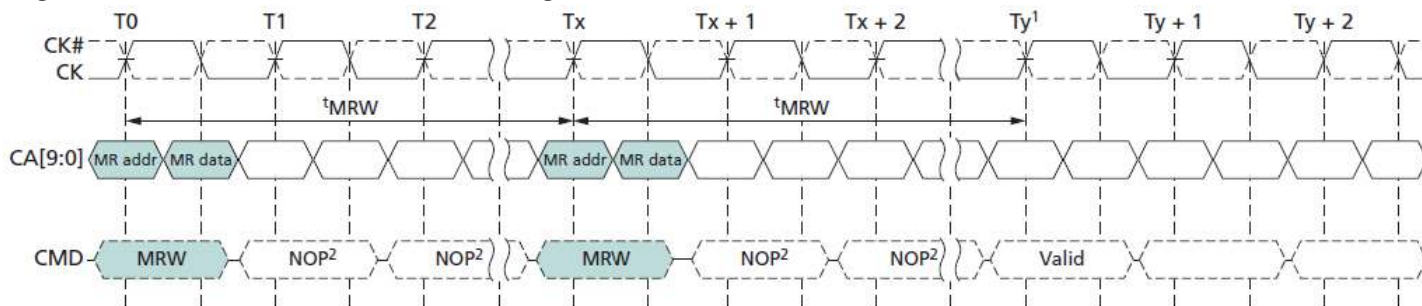 T0 T1 T2 Tx Tx + 1 Tx + 2 Ty1 Ty + 1 Ty + 2
CK#
CK
tMRW tMRW
CA[9:0] MR addr MR data MR addr MR data
CMD MRW NOP2 NOP2 MRW NOP2 NOP2 Valid